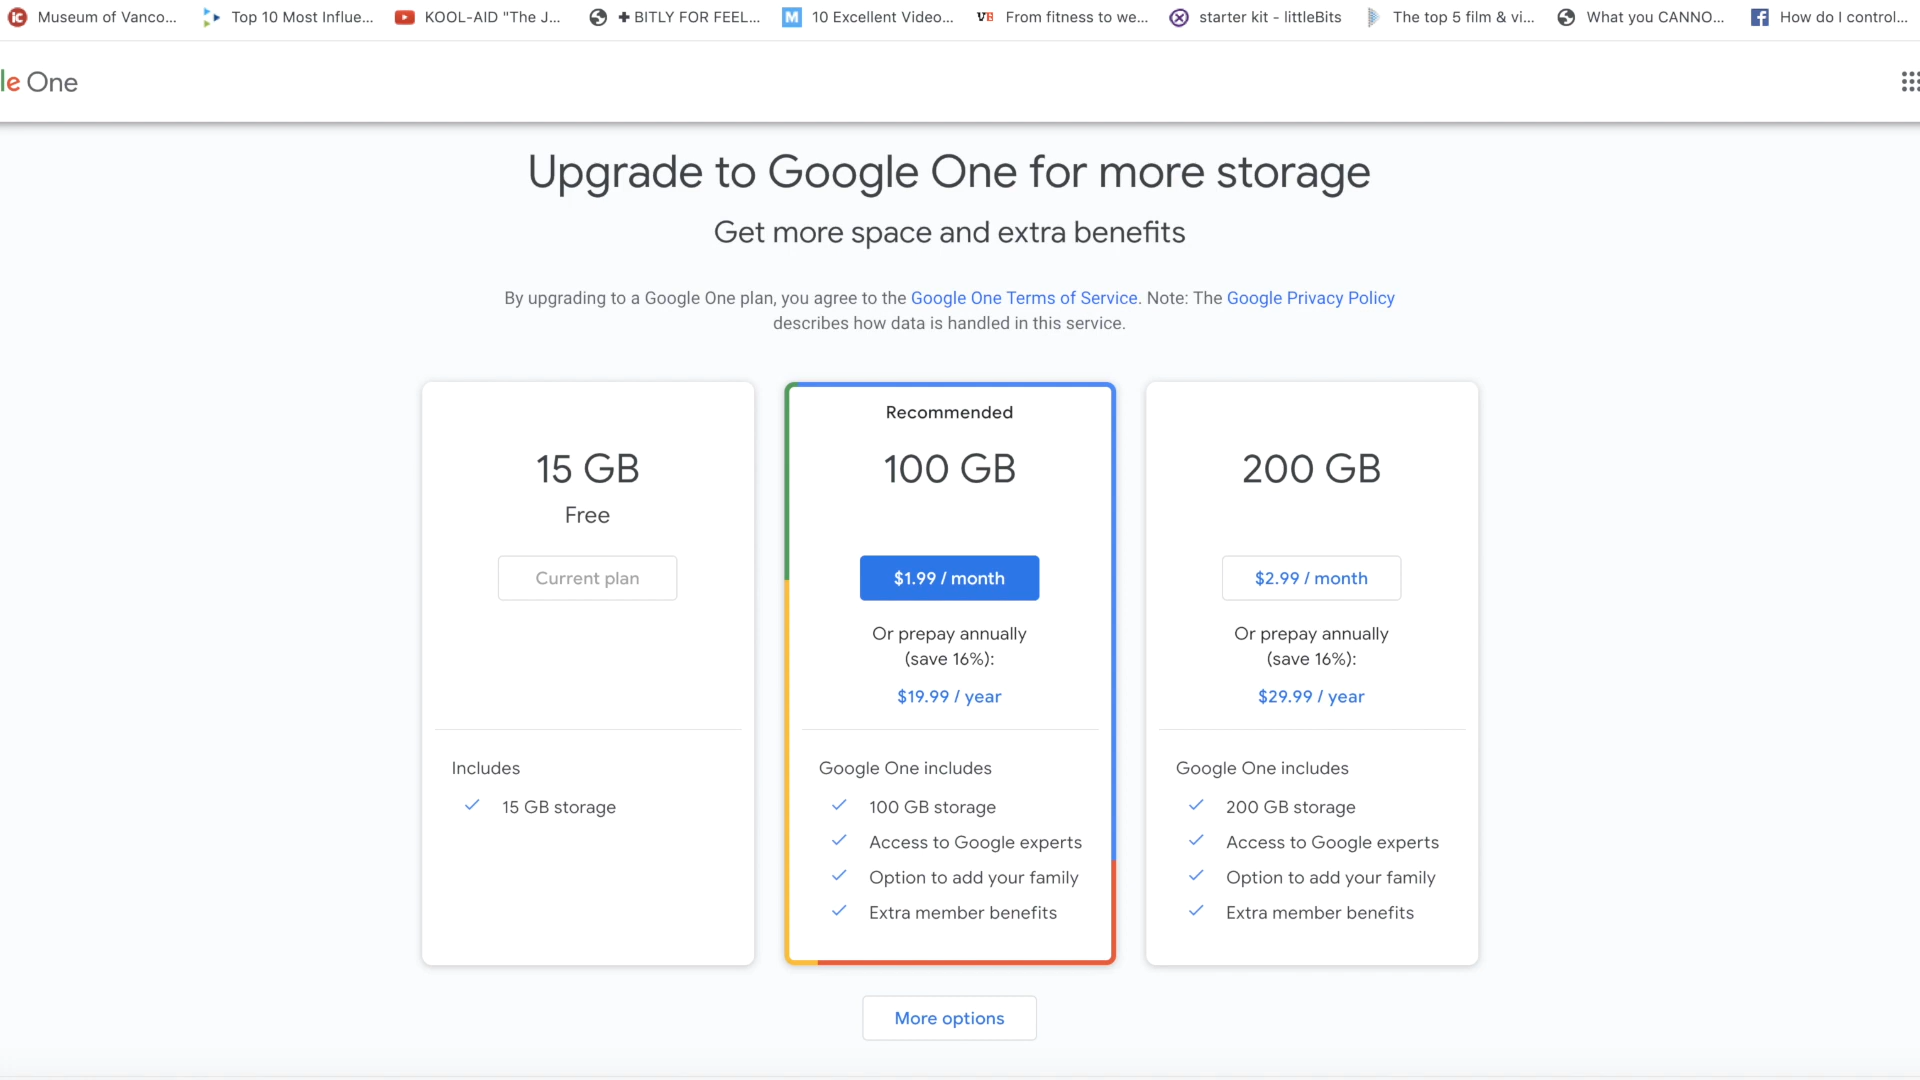 Museum of Vanco...
Top 10 Most Influe...
KOOL-AID "The J...
BITLY FOR FEEL...
M
10 Excellent Video...
VB
From fitness to we...
starter kit - littleBits
The top 5 film & vi...
What you CANNO...
How do I control...
le One
Upgrade to Google One for more storage
Get more space and extra benefits
By upgrading to a Google One plan, you agree to the Google One Terms of Service. Note: The Google Privacy Policy
describes how data is handled in this service.
15 GB
Free
Current plan
Includes
15 GB storage
Recommended
100 GB
$1.99 / month
Or prepay annually
(save 16%):
$19.99 / year
Google One includes
100 GB storage
Access to Google experts
Option to add your family
Extra member benefits
200 GB
$2.99 / month
Or prepay annually
(save 16%):
$29.99 / year
Google One includes
200 GB storage
Access to Google experts
Option to add your family
Extra member benefits
More options